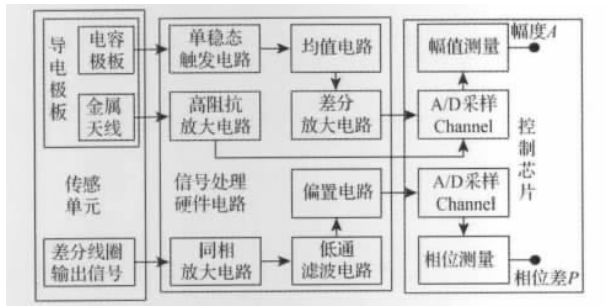 导电极板
电容
极板
金属
天线
传感
单元
差分线圈
输出信号
单稳态
触发电路
均值电路
高阻抗
放大电路
差分
放大电路
信号处理
硬件电路
偏置电路
同相
放大电路
低通
滤波电路
幅值测量
幅度A
A/D采样
Channel
控制芯片
A/D采样
Channel
相位测量
相位差P